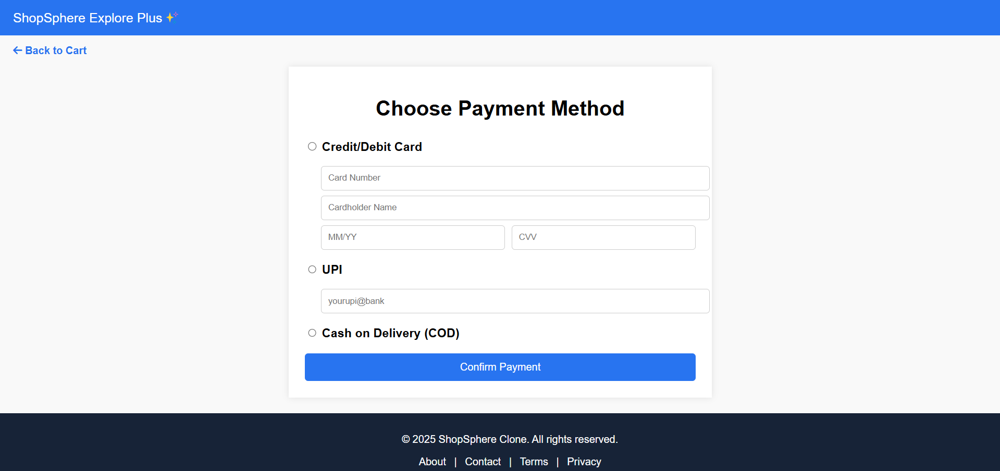 ShopSphere Explore Plus ✨
← Back to Cart
Choose Payment Method
Credit/Debit Card
Card Number
Cardholder Name
MM/YY CVV
UPI
yourupi@bank
Cash on Delivery (COD)
Confirm Payment
© 2025 ShopSphere Clone. All rights reserved.
About | Contact | Terms | Privacy